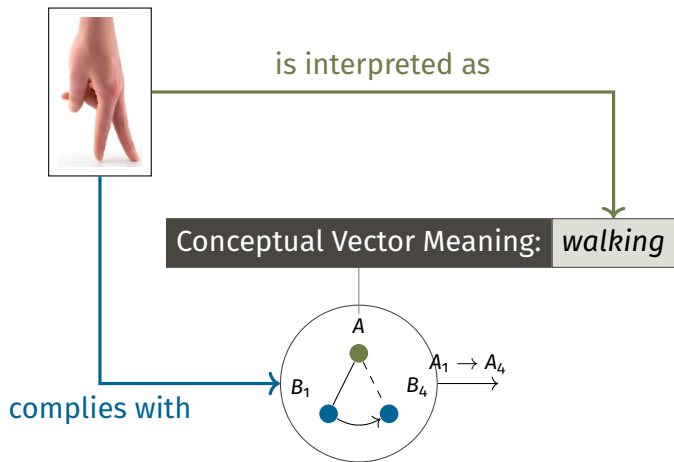 is interpreted as
Conceptual Vector Meaning: walking
A
A₁ → A₄
B₁
B₄
complies with